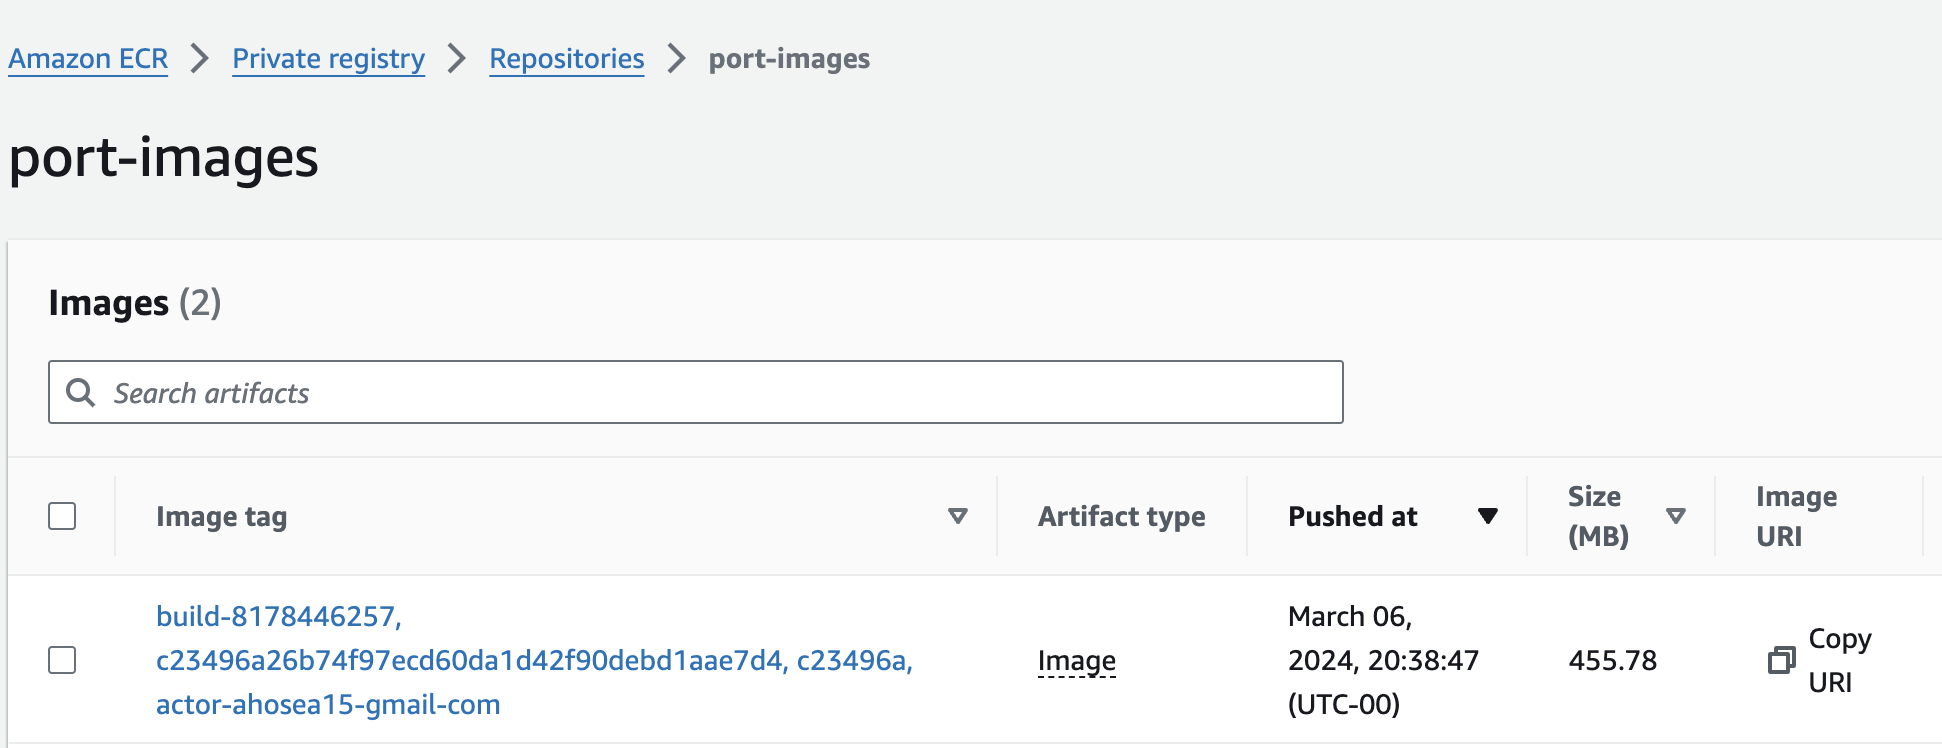 Amazon ECR > Private registry > Repositories > port-images
port-images
Images (2)
Search artifacts
Image tag
Artifact type
Pushed at
Size
(MB)
Image
URI
build-8178446257,
c23496a26b74f97ecd60da1d42f90debd1aae7d4, c23496a,
actor-ahosea15-gmail-com
Image
March 06,
2024, 20:38:47
(UTC-00)
455.78
Copy
URI